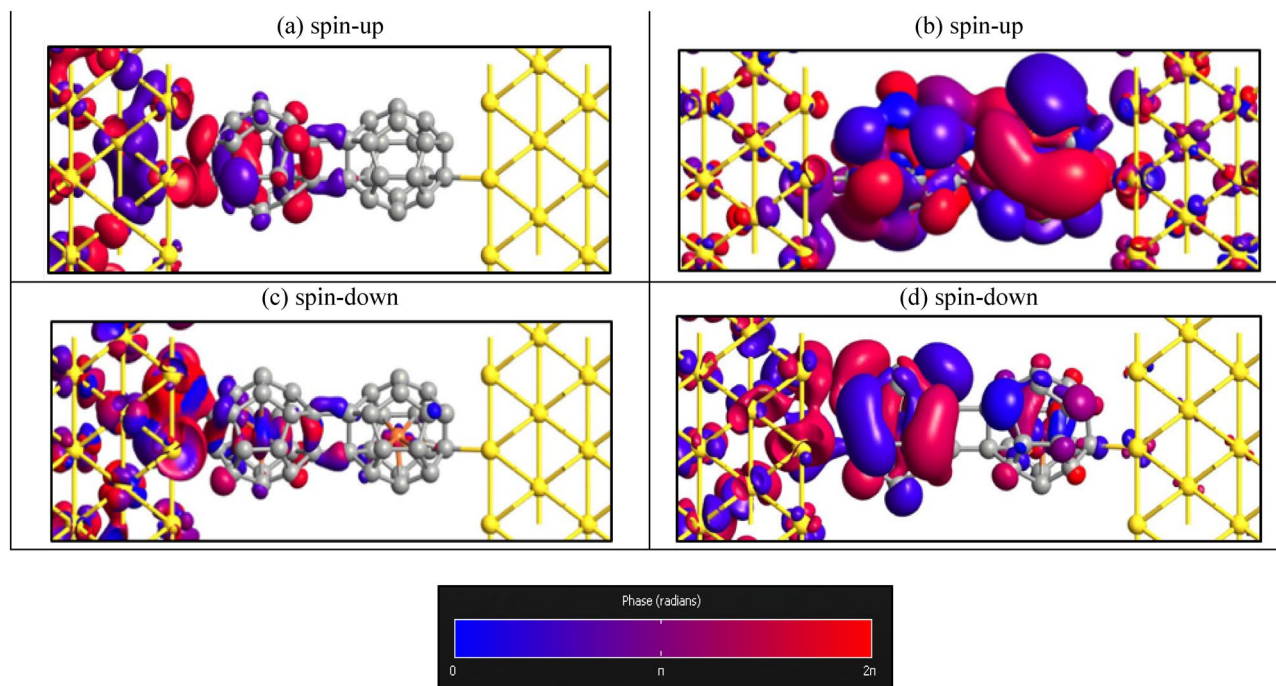 (a) spin-up
(b) spin-up
(c) spin-down
(d) spin-down
Phase (radians)
0
π
2π